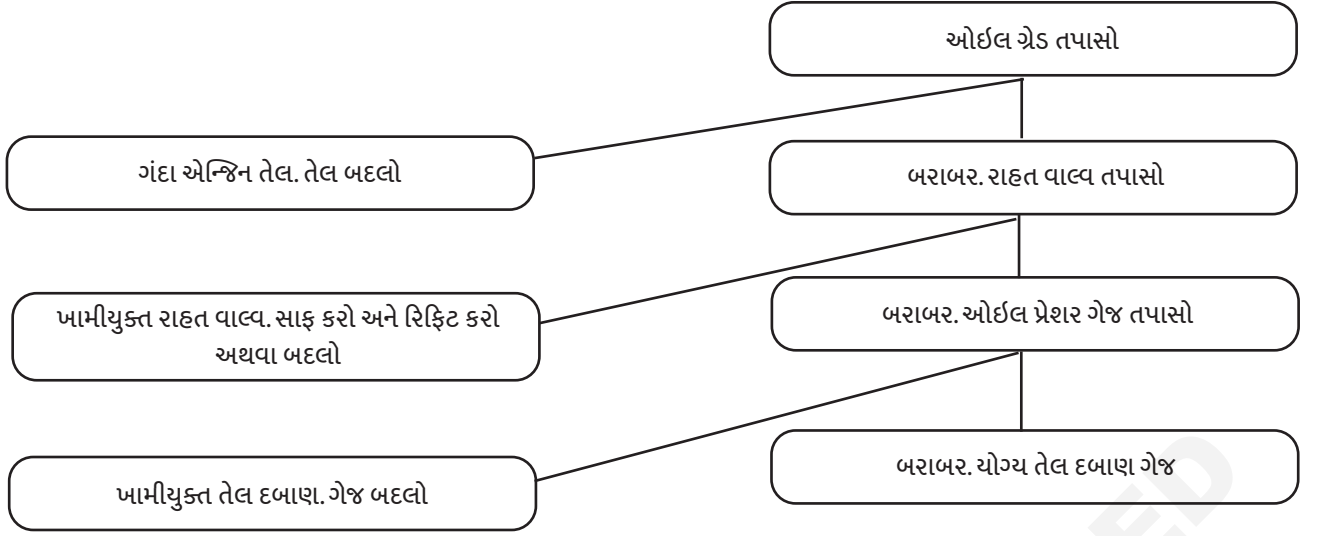 ઓઇલ ગ્રેડ તપાસો
ગંદા એન્જિન તેલ. તેલ બદલો
બરાબર. રાહત વાલ્વ તપાસો
ખામીયુક્ત રાહત વાલ્વ. સાફ કરો અને રિફિટ કરો
અથવા બદલો
બરાબર. ઓઇલ પ્રેશર ગેજ તપાસો
ખામીયુક્ત તેલ દબાણ. ગેજ બદલો
બરાબર. યોગ્ય તેલ દબાણ ગેજ
ED